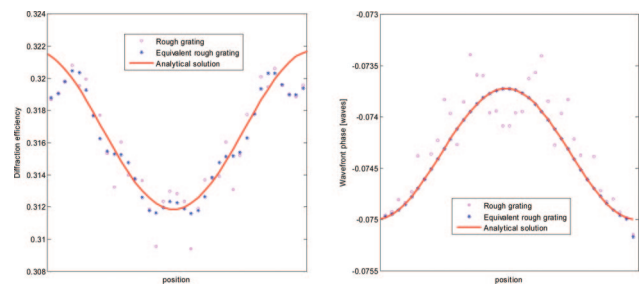 0.324
0.322
0.32
0.318
0.316
0.314
0.312
0.31
0.308
Diffraction efficiency
position
Rough grating
Equivalent rough grating
Analytical solution
-0.073
-0.0735
-0.074
-0.0745
-0.075
-0.0755
Wavefront phase [waves]
position
Rough grating
Equivalent rough grating
Analytical solution